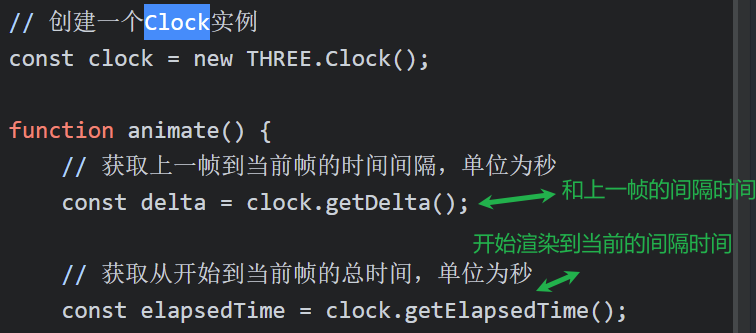 // 创建一个Clock实例
const clock = new THREE.Clock();
function animate() {
// 获取上一帧到当前帧的时间间隔，单位为秒
const delta = clock.getDelta();
和上一帧的间隔时间
开始渲染到当前的间隔时间
// 获取从开始到当前帧的总时间，单位为秒
const elapsedTime = clock.getElapsedTime();